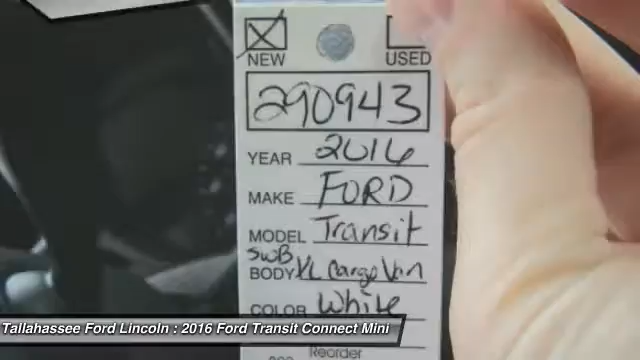 NEW USED
290943
YEAR 2016
MAKE FORD
MODEL Transit
SWB
BODY XL Cargo Van
COLOR White
Tallahassee Ford Lincoln : 2016 Ford Transit Connect Mini
Reorder